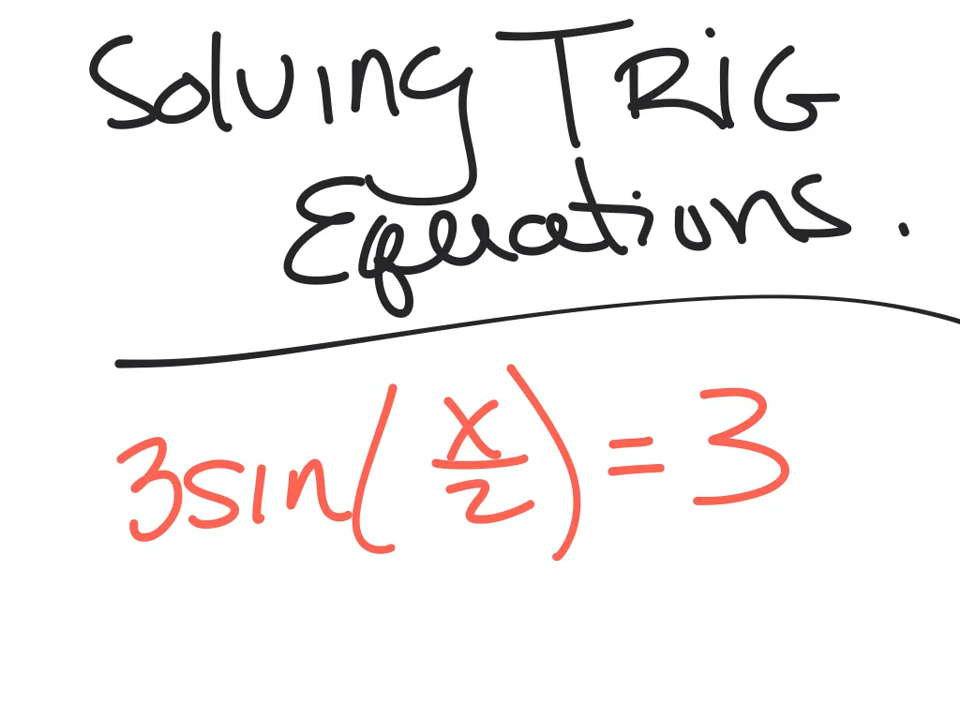 Solving TRIG
Equations.
3sin(x/2)=3